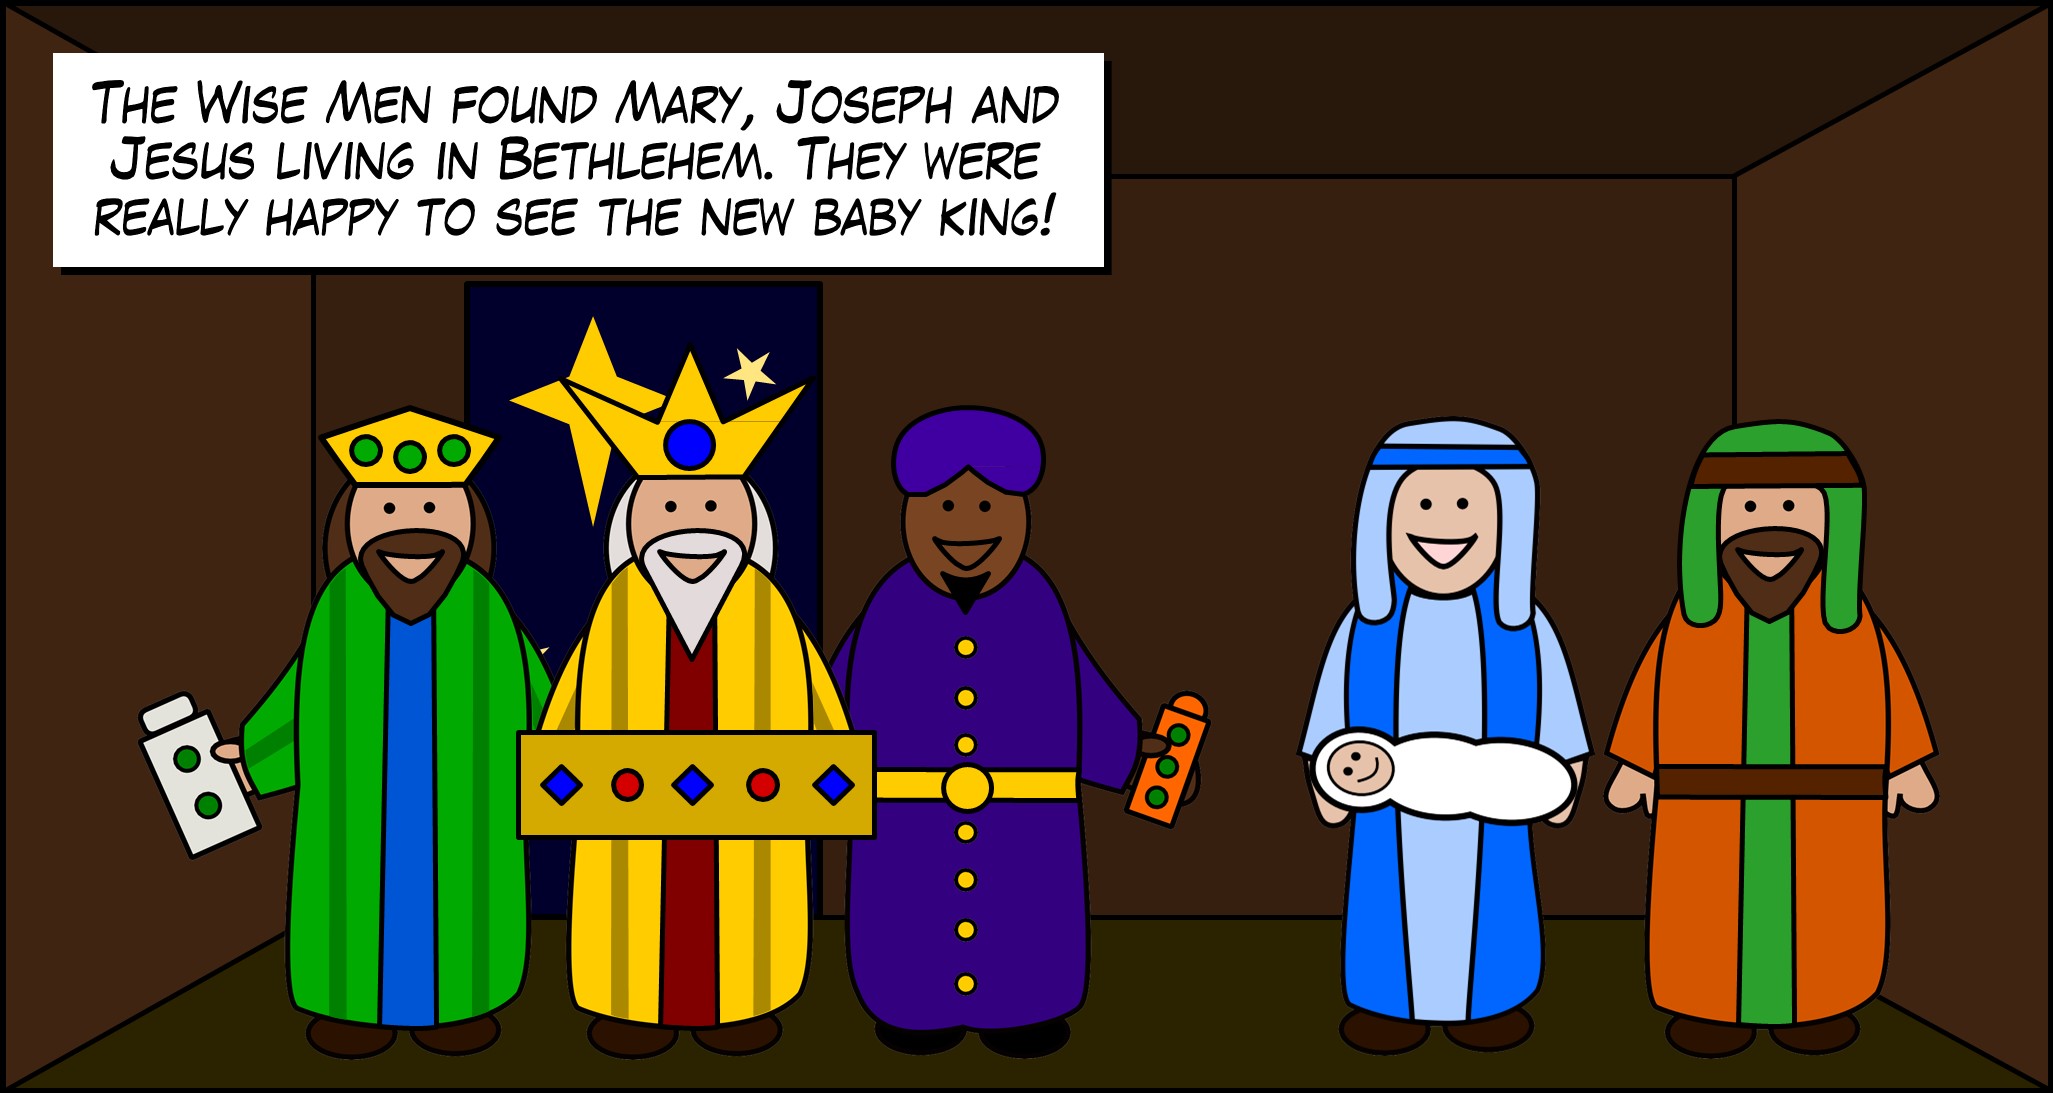 The Wise Men found Mary, Joseph and
Jesus living in Bethlehem. They were
really happy to see the new baby king!